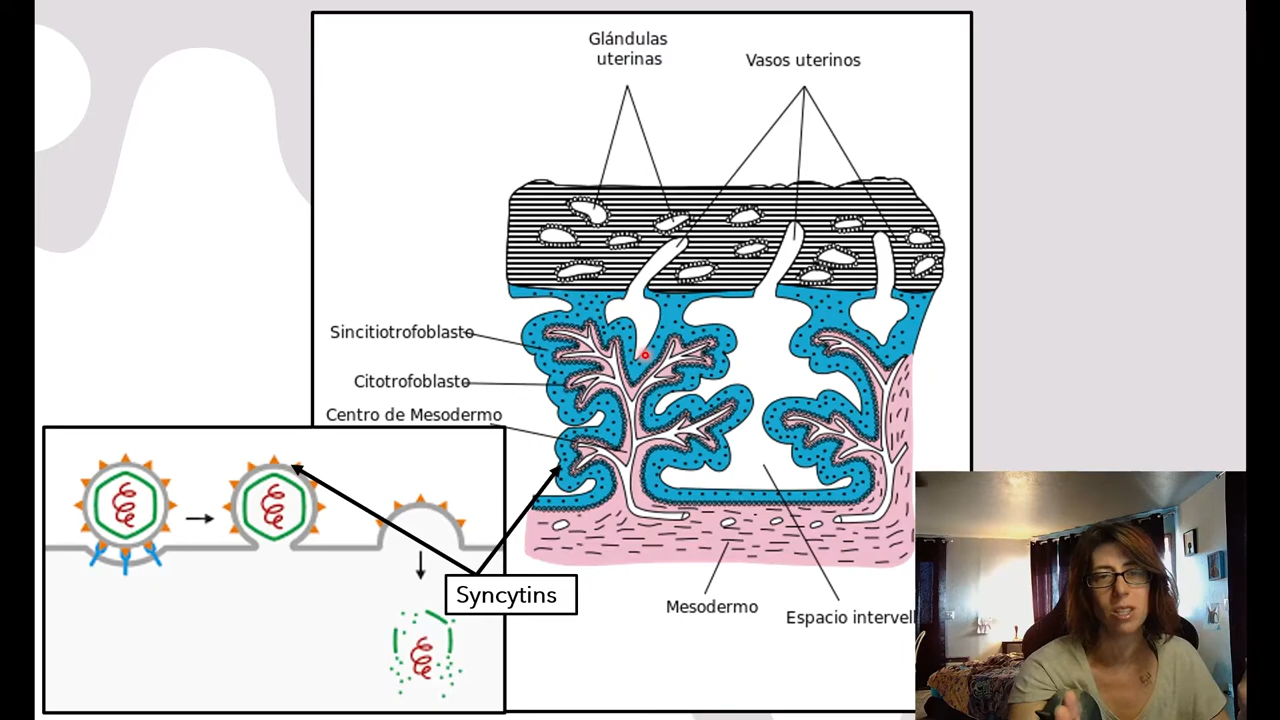 Glándulas
uterinas
Vasos uterinos
Sincitiotrofoblasto
Citotrofoblasto
Centro de Mesodermo
Syncytins
Mesodermo
Espacio intervell